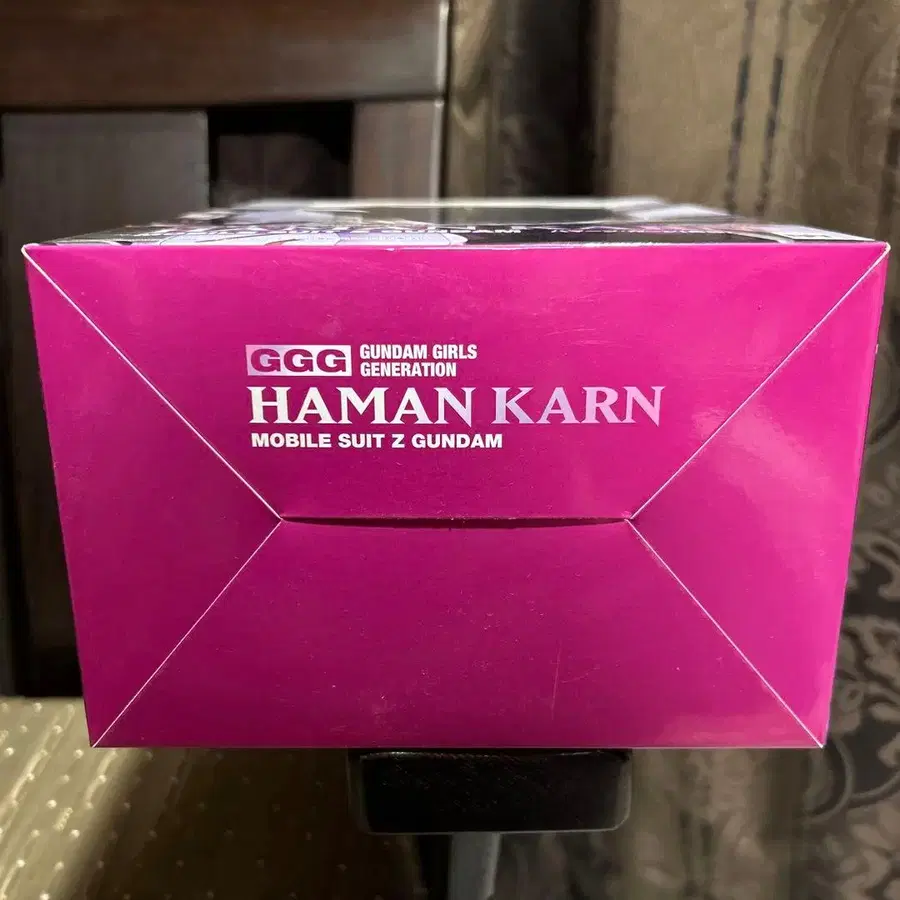 GGG GUNDAM GIRLS
GENERATION
HAMAN KARN
MOBILE SUIT Z GUNDAM